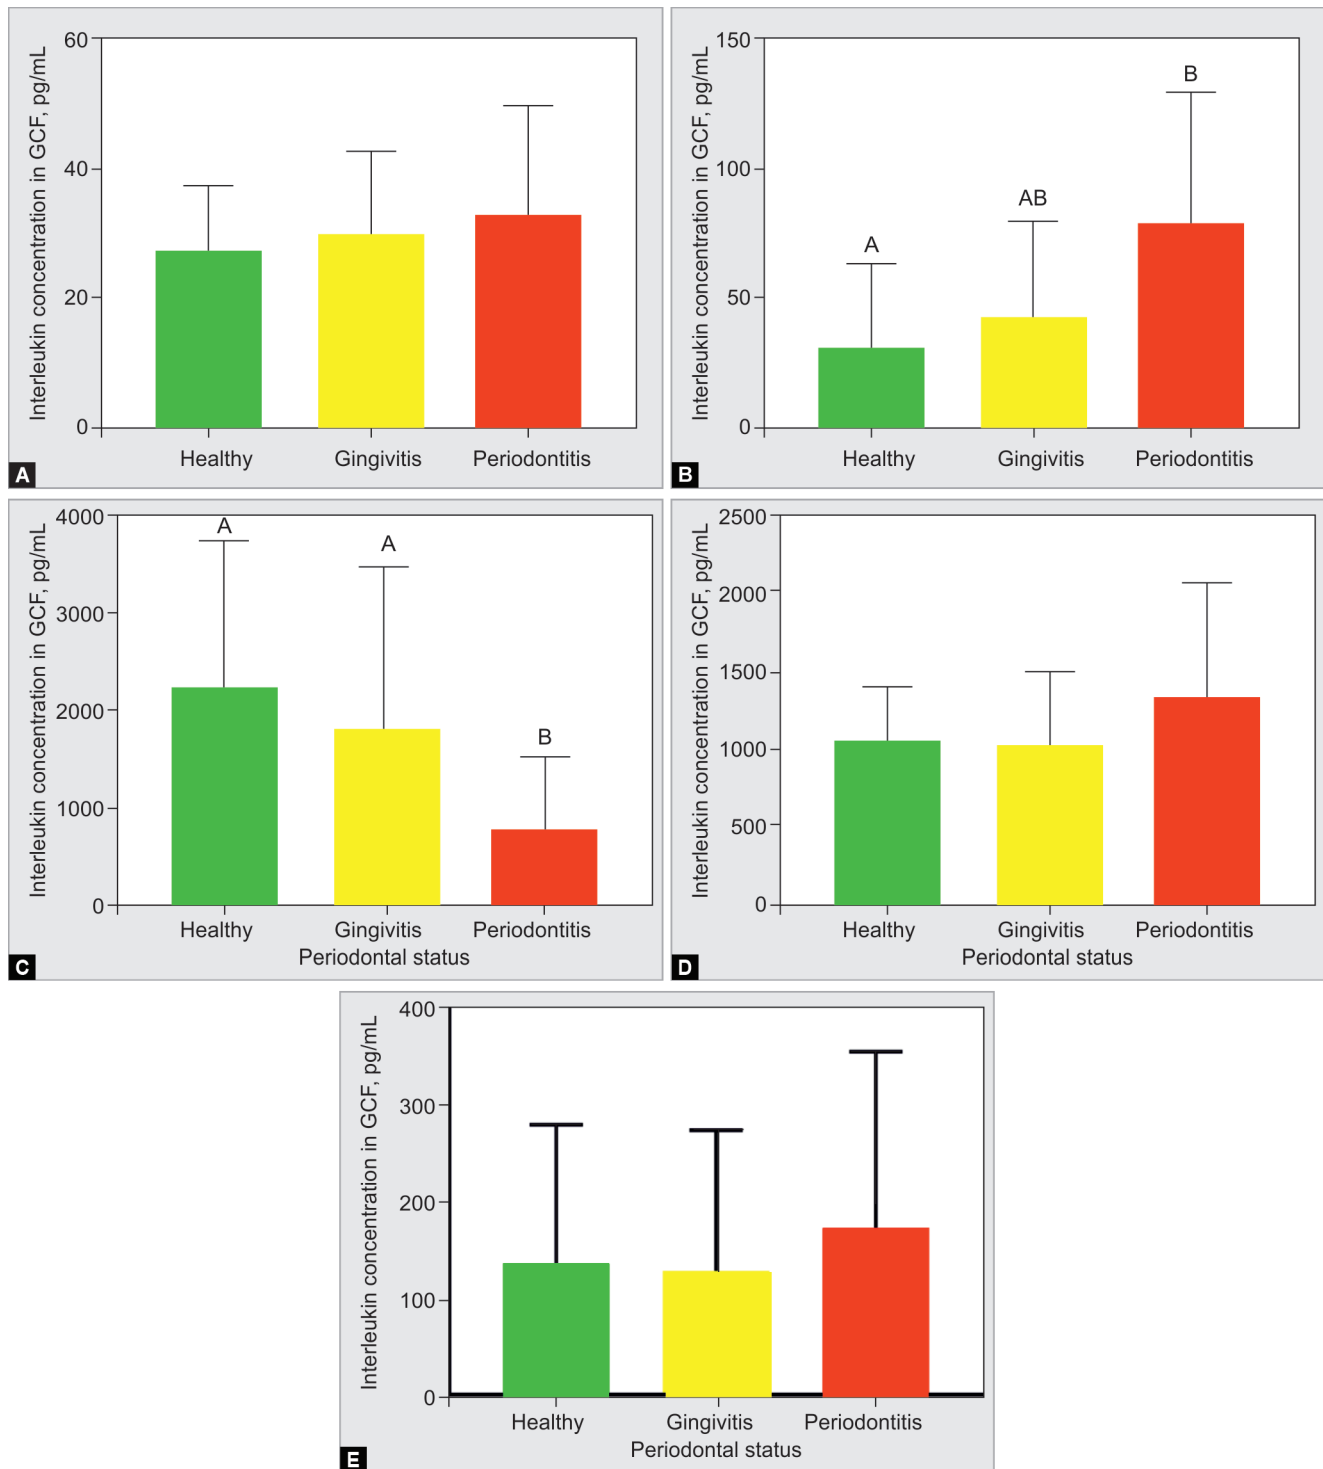 Interleukin concentration in GCF, pg/mL
60
40
20
0
Healthy
Gingivitis
Periodontitis
A
Interleukin concentration in GCF, pg/mL
150
100
50
0
A
AB
B
Healthy
Gingivitis
Periodontitis
B
Interleukin concentration in GCF, pg/mL
4000
3000
2000
1000
0
A
A
B
Healthy
Gingivitis
Periodontitis
Periodontal status
C
Interleukin concentration in GCF, pg/mL
2500
2000
1500
1000
500
0
Healthy
Gingivitis
Periodontitis
Periodontal status
D
Interleukin concentration in GCF, pg/mL
400
300
200
100
0
Healthy
Gingivitis
Periodontitis
Periodontal status
E